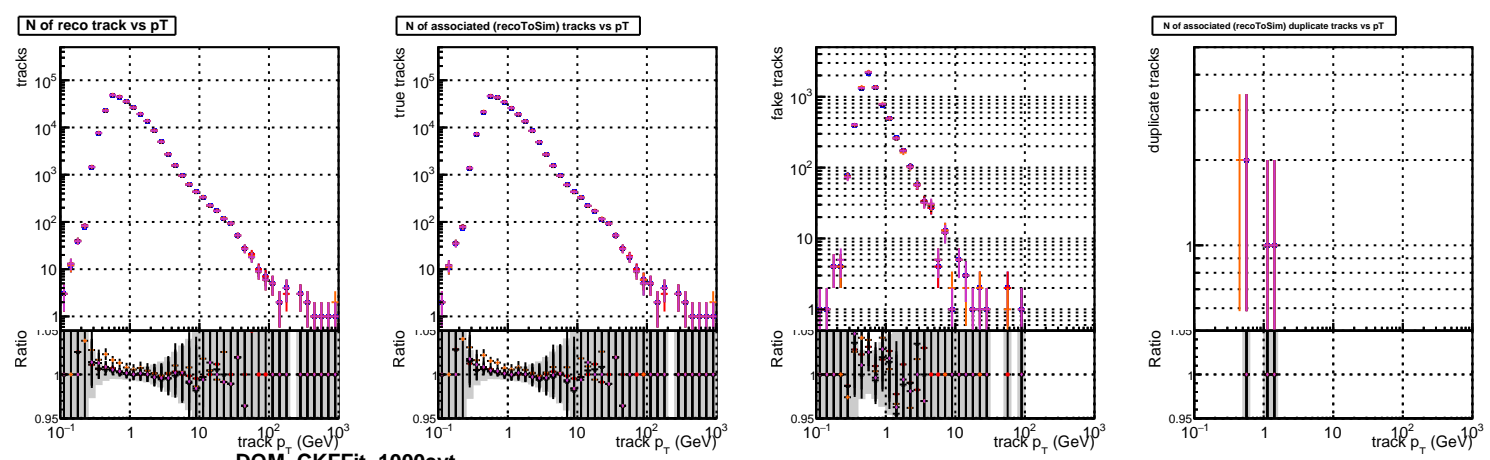 N of reco track vs pT
tracks
10^5
10^4
10^3
10^2
10
1
Ratio
1.05
1
0.95
10^−1 1 10 10^2 10^3
track p_T (GeV)
N of associated (recoToSim) tracks vs pT
true tracks
10^5
10^4
10^3
10^2
10
1
Ratio
1.05
1
0.95
10^−1 1 10 10^2 10^3
track p_T (GeV)
fake tracks
10^3
10^2
10
1
Ratio
1.05
1
0.95
10^−1 1 10 10^2 10^3
track p_T (GeV)
N of associated (recoToSim) duplicate tracks vs pT
duplicate tracks
1
Ratio
1.05
1
0.95
10^−1 1 10 10^2 10^3
track p_T (GeV)